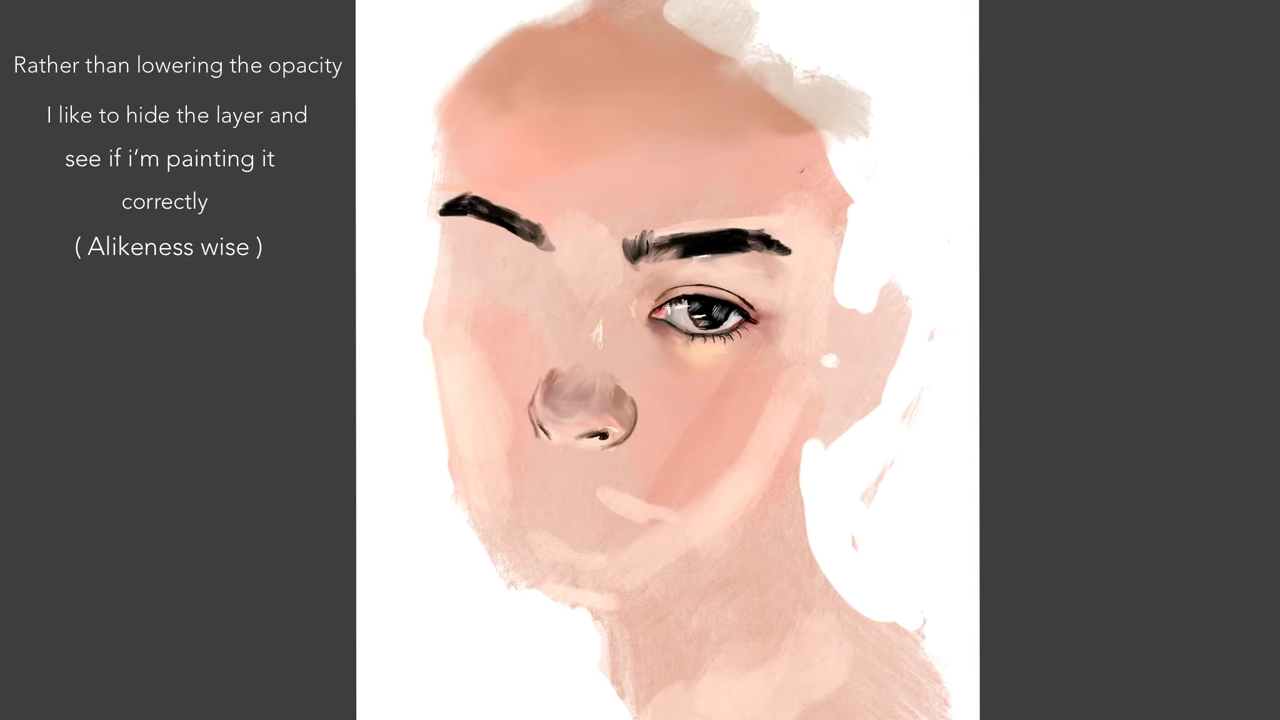 Rather than lowering the opacity
I like to hide the layer and
see if i'm painting it
correctly
( Alikeness wise )